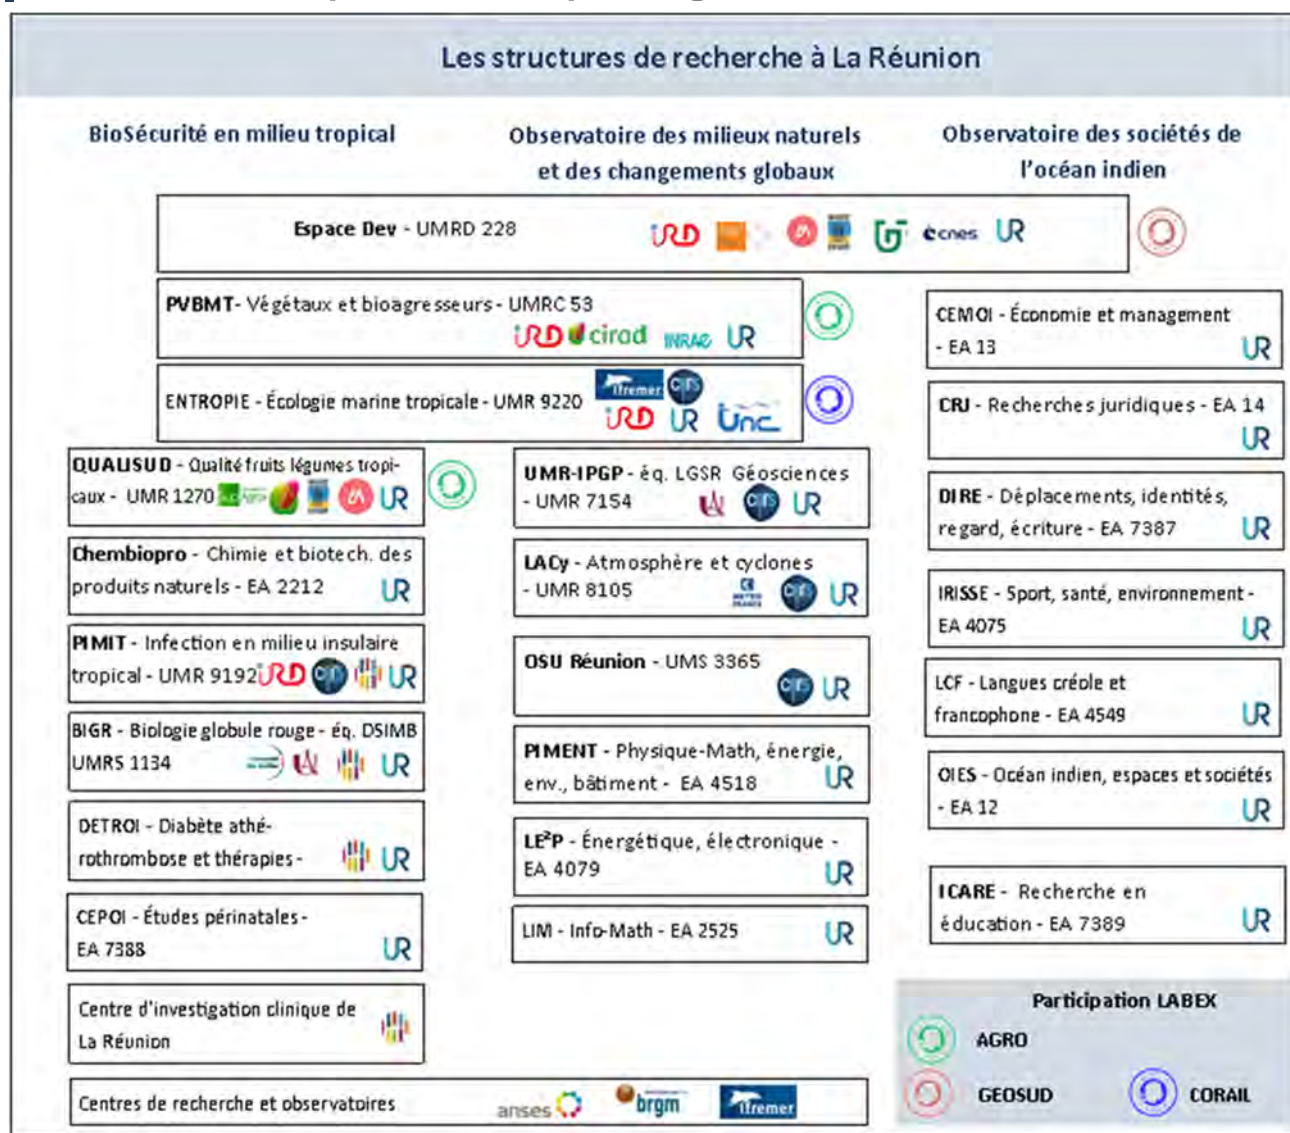 Les structures de recherche à La Réunion
BioSécurité en milieu tropical
Observatoire des milieux naturels
et des changements globaux
Observatoire des sociétés de
l'océan indien
Espace Dev - UMRD 228
IRD
cnes
UR
PVBMT- Végétaux et bioagresseurs - UMRC 53
IRD cirad INRAE UR
ENTROPIE - Écologie marine tropicale - UMR 9220
Ifremer cnrs
IRD UR unc
QUALISUD - Qualité fruits légumes tropi-
caux - UMR 1270
UR
Chembiopro - Chimie et biotech. des
produits naturels - EA 2212
UR
PIMIT - Infection en milieu insulaire
tropical - UMR 9192 IRD cnrs UR
BIGR - Biologie globule rouge - éq. DSIMB
UMRS 1134
UR
DETROI - Diabète athé-
rothrombose et thérapies -
UR
CEPOI - Études périnatales -
EA 7388
UR
Centre d'investigation clinique de
La Réunion
UMR-IPGP - éq. LGSR Géosciences
- UMR 7154
cnrs UR
LACy - Atmosphère et cyclones
- UMR 8105
METEO FRANCE cnrs UR
OSU Réunion - UMS 3365
cnrs UR
PIMENT - Physique-Math, énergie,
env., bâtiment - EA 4518
UR
LE²P - Énergétique, électronique -
EA 4079
UR
LIM - Info-Math - EA 2525
UR
CEMOI - Économie et management
- EA 13
UR
CRJ - Recherches juridiques - EA 14
UR
DIRE - Déplacements, identités,
regard, écriture - EA 7387
UR
IRISSE - Sport, santé, environnement -
EA 4075
UR
LCF - Langues créole et
francophone - EA 4549
UR
OIES - Océan indien, espaces et sociétés
- EA 12
UR
ICARE - Recherche en
éducation - EA 7389
UR
Centres de recherche et observatoires
anses
brgm
Ifremer
Participation LABEX
AGRO
GEOSUD
CORAIL